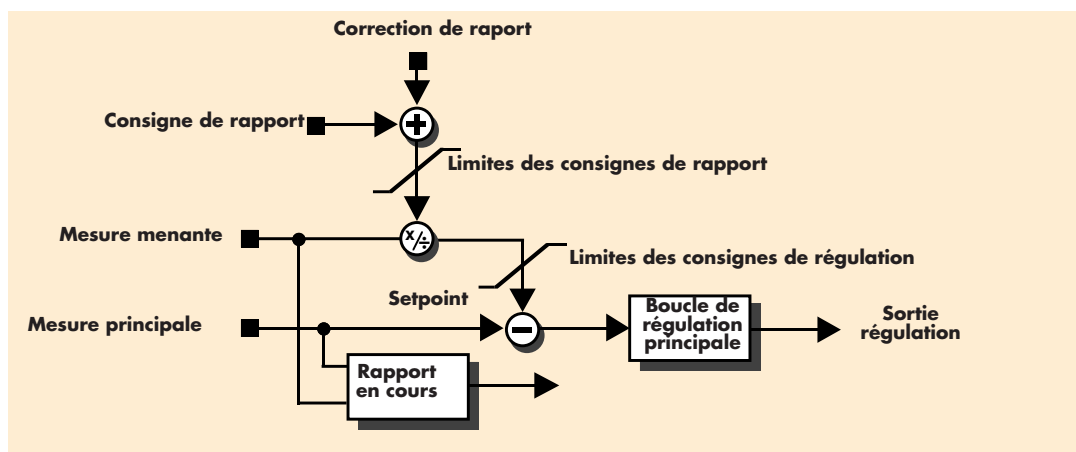 Correction de raport
Consigne de rapport
+
Limites des consignes de rapport
Mesure menante
x/÷
Limites des consignes de régulation
Setpoint
Mesure principale
−
Boucle de
régulation
principale
Sortie
régulation
Rapport
en cours